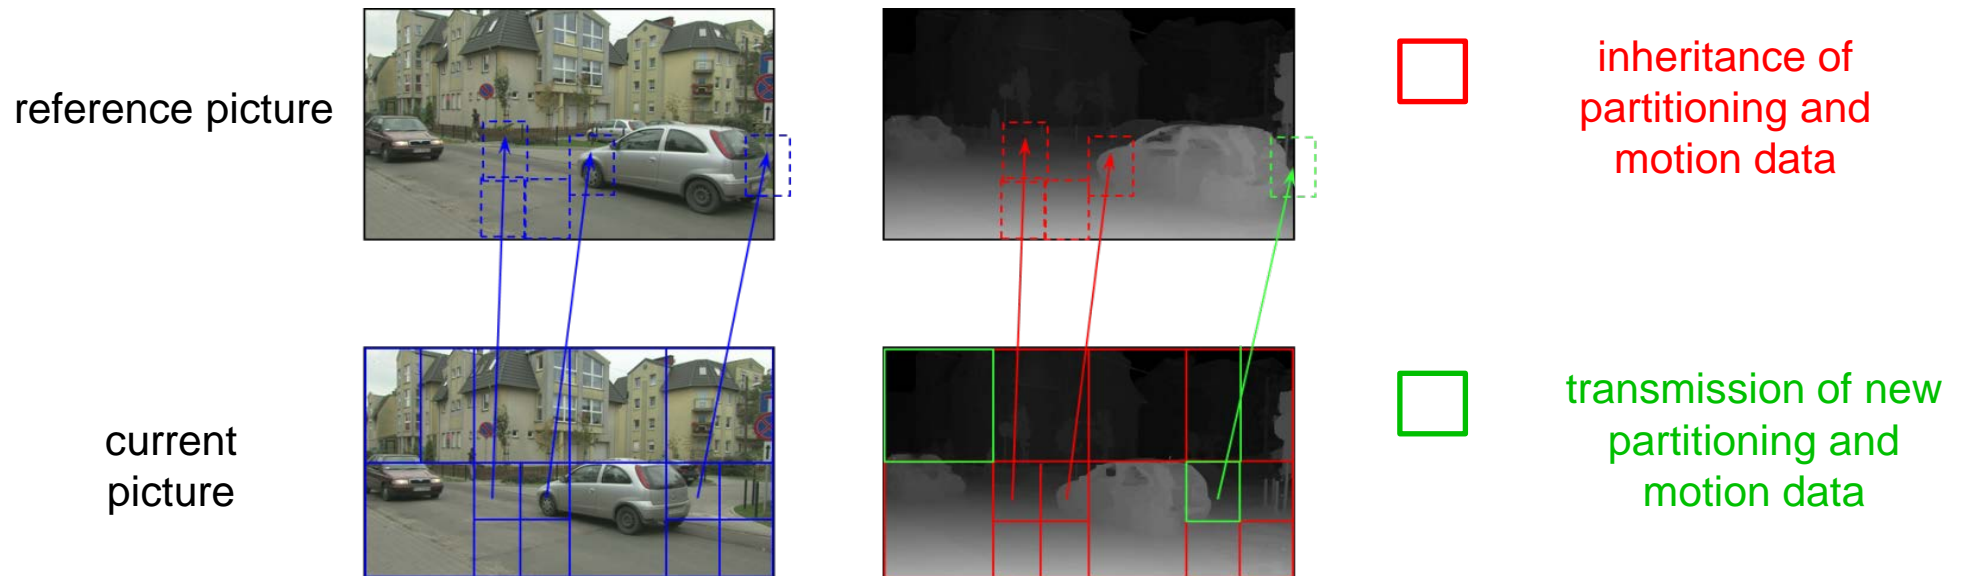 reference picture
inheritance of
partitioning and
motion data
current
picture
transmission of new
partitioning and
motion data